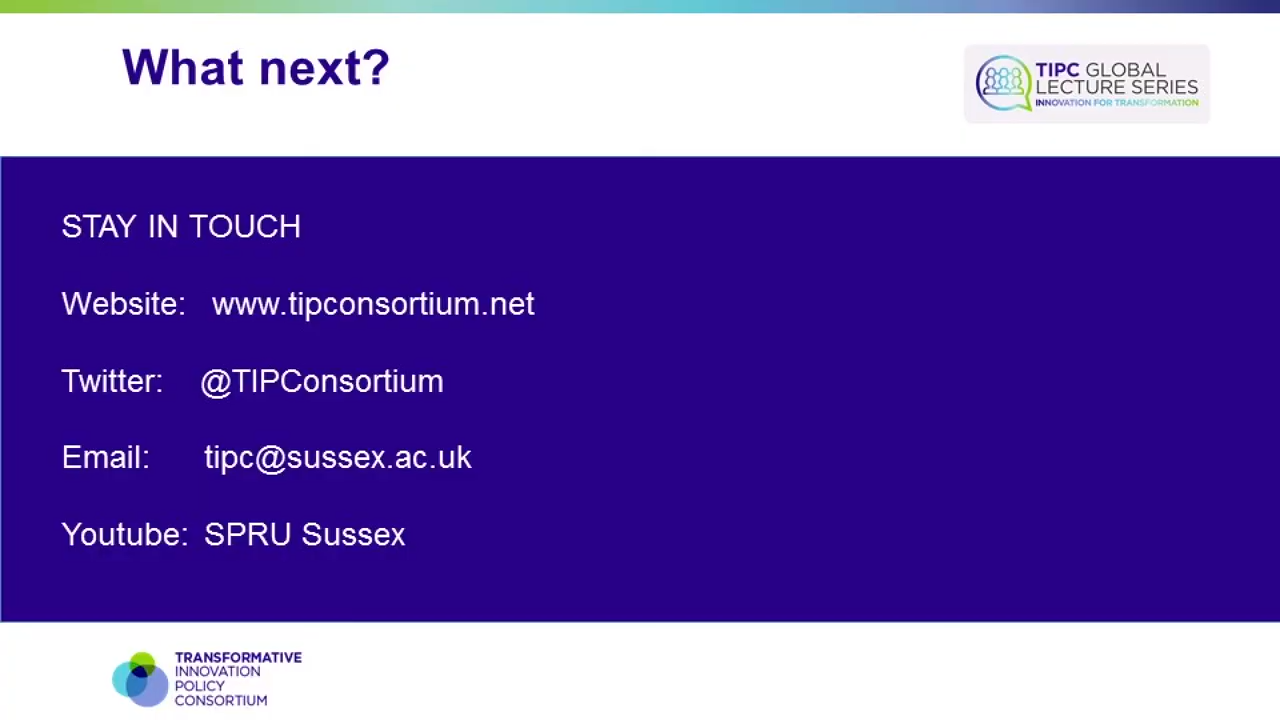 What next?
TIPC GLOBAL
LECTURE SERIES
INNOVATION FOR TRANSFORMATION
STAY IN TOUCH
Website: www.tipconsortium.net
Twitter: @TIPConsortium
Email: tipc@sussex.ac.uk
Youtube: SPRU Sussex
TRANSFORMATIVE
INNOVATION
POLICY
CONSORTIUM